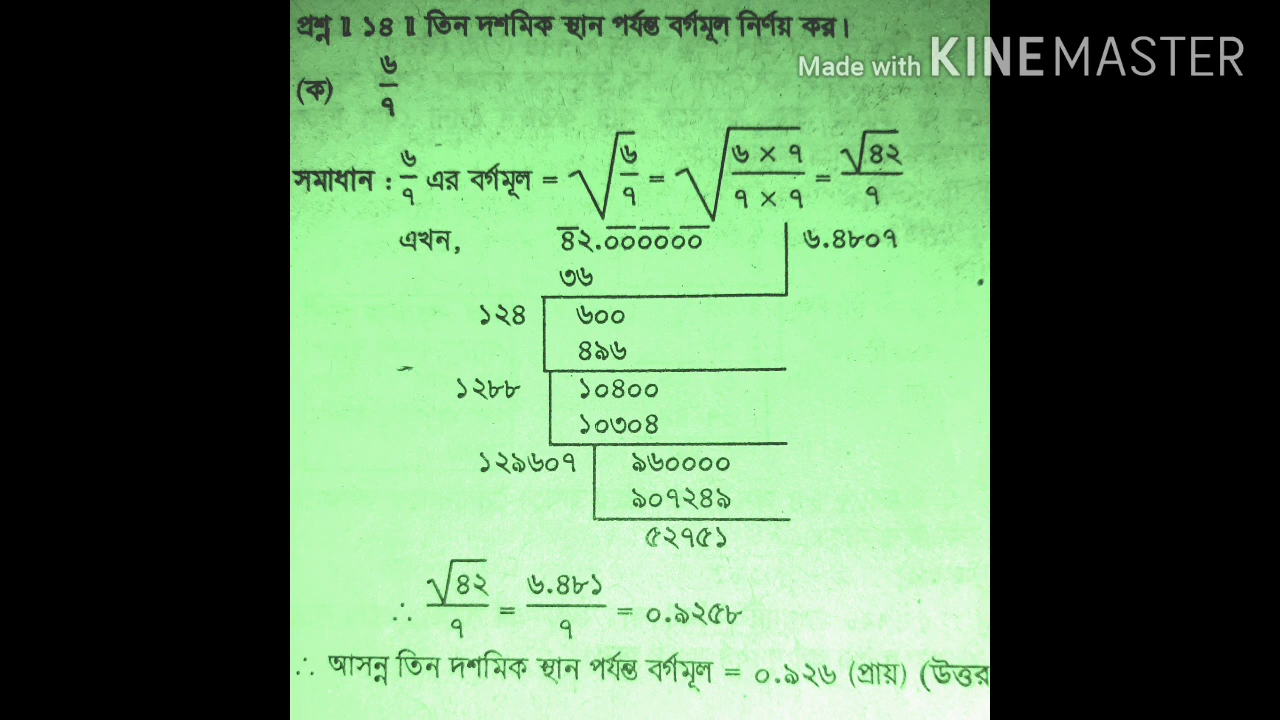 প্রশ্ন ॥ ১৪ ॥ তিন দশমিক স্থান পর্যন্ত বর্গমূল নির্ণয় কর।
Made with KINEMASTER
(ক) ৬/৭
সমাধান : ৬/৭ এর বর্গমূল = √(৬/৭) = √((৬ × ৭)/(৭ × ৭)) = √৪২/৭
এখন, ৪২.০০০০০০ ৬.৪৮০৭
৩৬
১২৪ ৬০০
৪৯৬
১২৮৮ ১০৪০০
১০৩০৪
১২৯৬০৭ ৯৬০০০০
৯০৭২৪৯
৫২৭৫১
∴ √৪২/৭ = ৬.৪৮১/৭ = ০.৯২৫৮
∴ আসন্ন তিন দশমিক স্থান পর্যন্ত বর্গমূল = ০.৯২৬ (প্রায়) (উত্তর